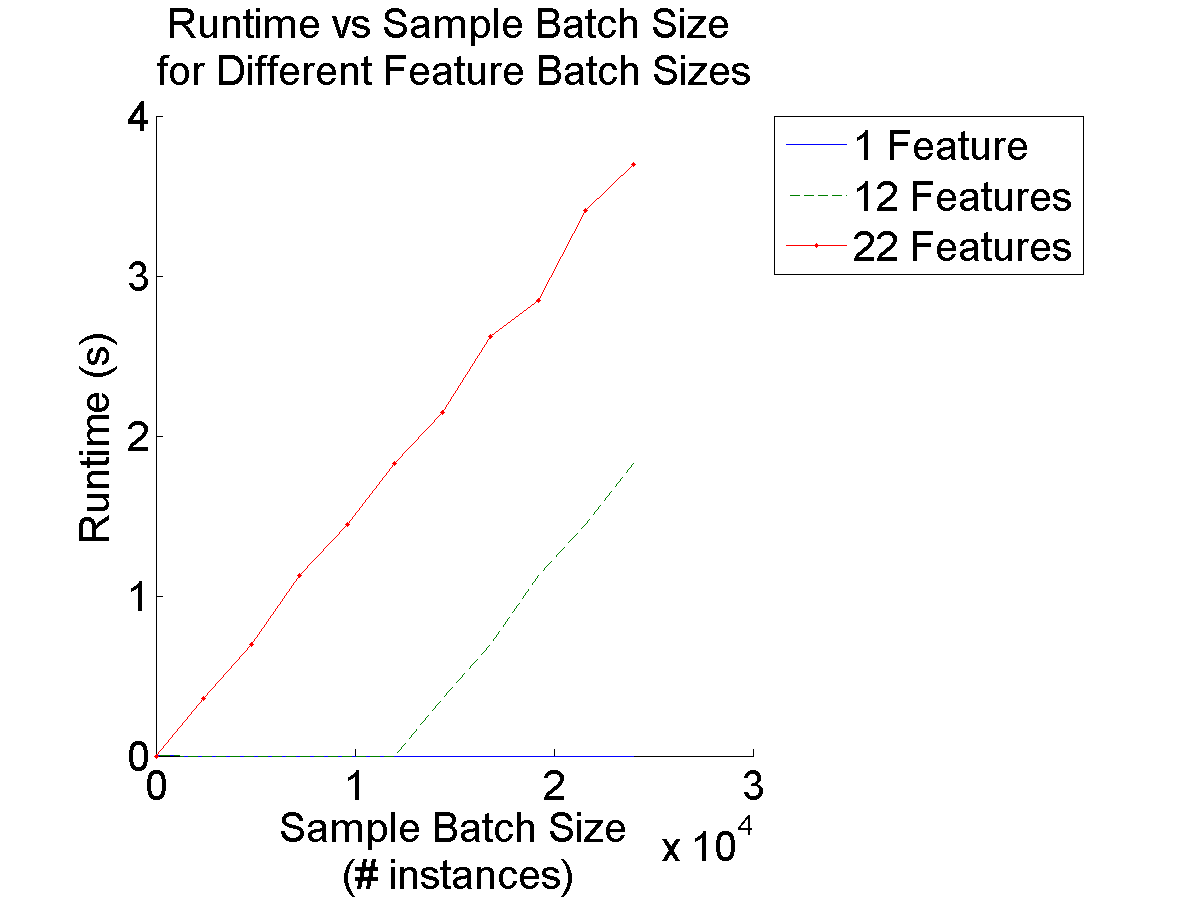 Runtime vs Sample Batch Size
for Different Feature Batch Sizes
1 Feature
12 Features
22 Features
Runtime (s)
4
3
2
1
0
0 1 2 3
x 10^4
Sample Batch Size
(# instances)